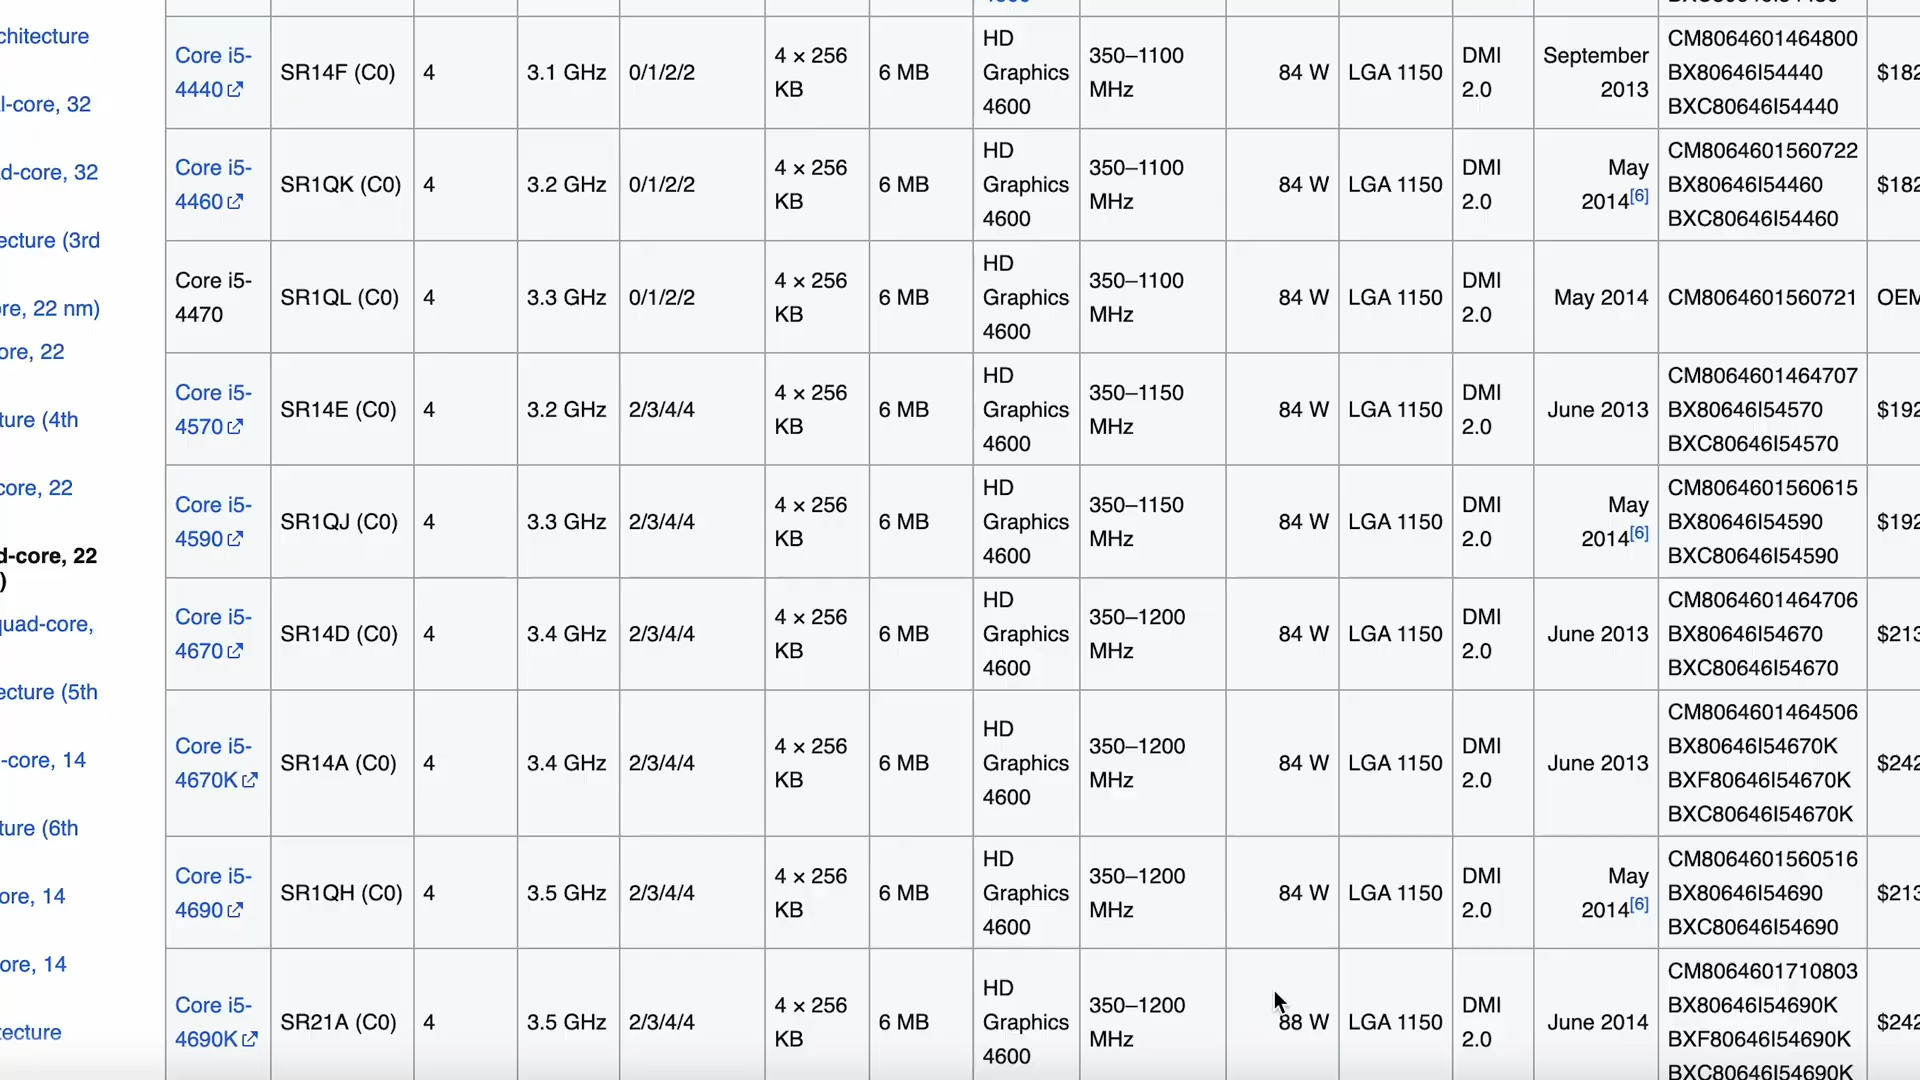 chitecture
l-core, 32
d-core, 32
ecture (3rd
re, 22 nm)
ore, 22
ture (4th
core, 22
d-core, 22
)
quad-core,
ecture (5th
-core, 14
ture (6th
ore, 14
ore, 14
tecture
Core i5-
4440
SR14F (C0)
4
3.1 GHz
0/1/2/2
4 × 256
KB
6 MB
HD
Graphics
4600
350–1100
MHz
84 W
LGA 1150
DMI
2.0
September
2013
CM8064601464800
BX80646I54440
BXC80646I54440
$182
Core i5-
4460
SR1QK (C0)
4
3.2 GHz
0/1/2/2
4 × 256
KB
6 MB
HD
Graphics
4600
350–1100
MHz
84 W
LGA 1150
DMI
2.0
May
2014[6]
CM8064601560722
BX80646I54460
BXC80646I54460
$182
Core i5-
4470
SR1QL (C0)
4
3.3 GHz
0/1/2/2
4 × 256
KB
6 MB
HD
Graphics
4600
350–1100
MHz
84 W
LGA 1150
DMI
2.0
May 2014
CM8064601560721
OEM
Core i5-
4570
SR14E (C0)
4
3.2 GHz
2/3/4/4
4 × 256
KB
6 MB
HD
Graphics
4600
350–1150
MHz
84 W
LGA 1150
DMI
2.0
June 2013
CM8064601464707
BX80646I54570
BXC80646I54570
$192
Core i5-
4590
SR1QJ (C0)
4
3.3 GHz
2/3/4/4
4 × 256
KB
6 MB
HD
Graphics
4600
350–1150
MHz
84 W
LGA 1150
DMI
2.0
May
2014[6]
CM8064601560615
BX80646I54590
BXC80646I54590
$192
Core i5-
4670
SR14D (C0)
4
3.4 GHz
2/3/4/4
4 × 256
KB
6 MB
HD
Graphics
4600
350–1200
MHz
84 W
LGA 1150
DMI
2.0
June 2013
CM8064601464706
BX80646I54670
BXC80646I54670
$213
Core i5-
4670K
SR14A (C0)
4
3.4 GHz
2/3/4/4
4 × 256
KB
6 MB
HD
Graphics
4600
350–1200
MHz
84 W
LGA 1150
DMI
2.0
June 2013
CM8064601464506
BX80646I54670K
BXF80646I54670K
BXC80646I54670K
$242
Core i5-
4690
SR1QH (C0)
4
3.5 GHz
2/3/4/4
4 × 256
KB
6 MB
HD
Graphics
4600
350–1200
MHz
84 W
LGA 1150
DMI
2.0
May
2014[6]
CM8064601560516
BX80646I54690
BXC80646I54690
$213
Core i5-
4690K
SR21A (C0)
4
3.5 GHz
2/3/4/4
4 × 256
KB
6 MB
HD
Graphics
4600
350–1200
MHz
88 W
LGA 1150
DMI
2.0
June 2014
CM8064601710803
BX80646I54690K
BXF80646I54690K
BXC80646I54690K
$242